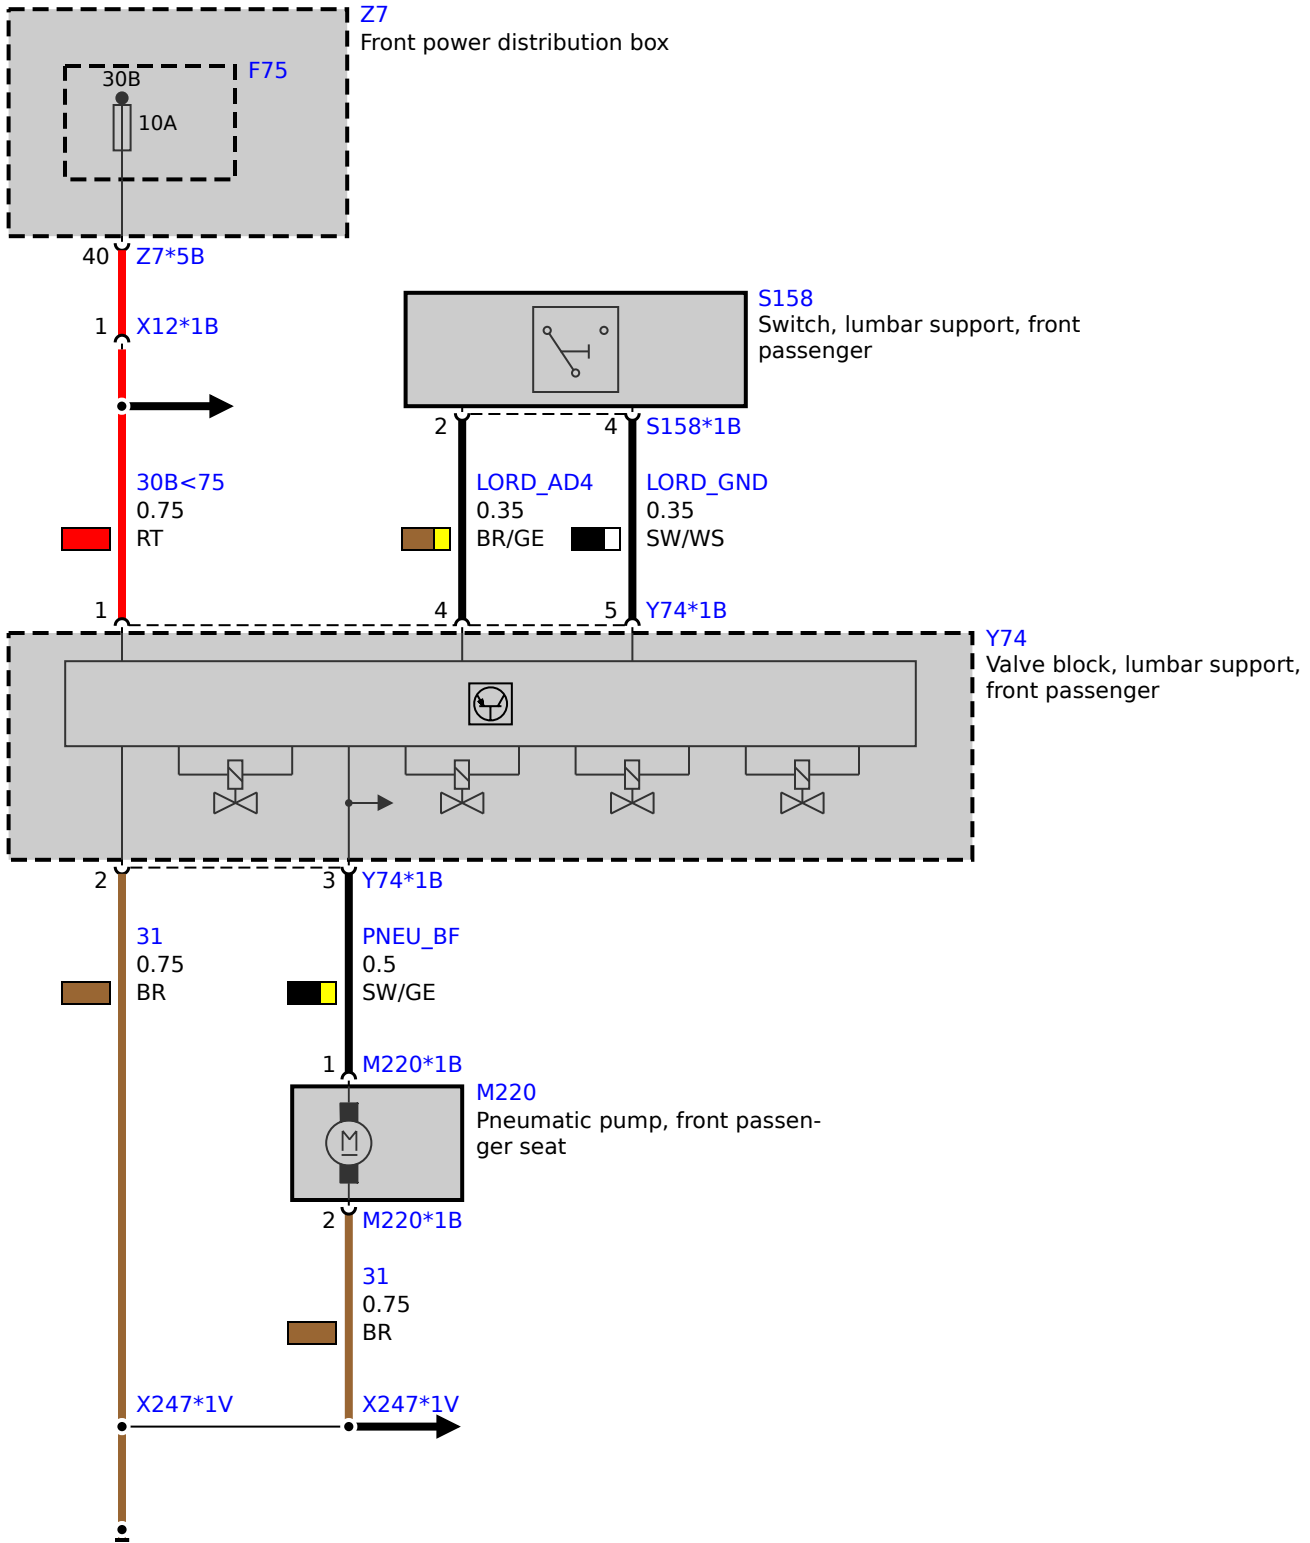 Z7
Front power distribution box
F75
30B
10A
40 Z7*5B
1 X12*1B
S158
Switch, lumbar support, front
passenger
2 4 S158*1B
30B<75
0.75
RT
LORD_AD4
0.35
BR/GE
LORD_GND
0.35
SW/WS
1 4 5 Y74*1B
Y74
Valve block, lumbar support,
front passenger
2 3 Y74*1B
31
0.75
BR
PNEU_BF
0.5
SW/GE
1 M220*1B
M220
Pneumatic pump, front passen-
ger seat
M
2 M220*1B
31
0.75
BR
X247*1V X247*1V